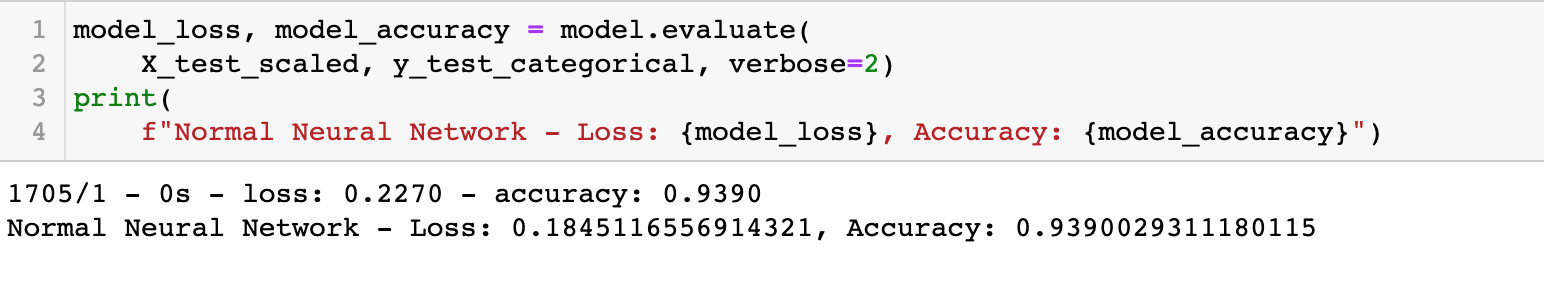 1 model_loss, model_accuracy = model.evaluate(
2     X_test_scaled, y_test_categorical, verbose=2)
3 print(
4     f"Normal Neural Network - Loss: {model_loss}, Accuracy: {model_accuracy}")
1705/1 - 0s - loss: 0.2270 - accuracy: 0.9390
Normal Neural Network - Loss: 0.1845116556914321, Accuracy: 0.9390029311180115